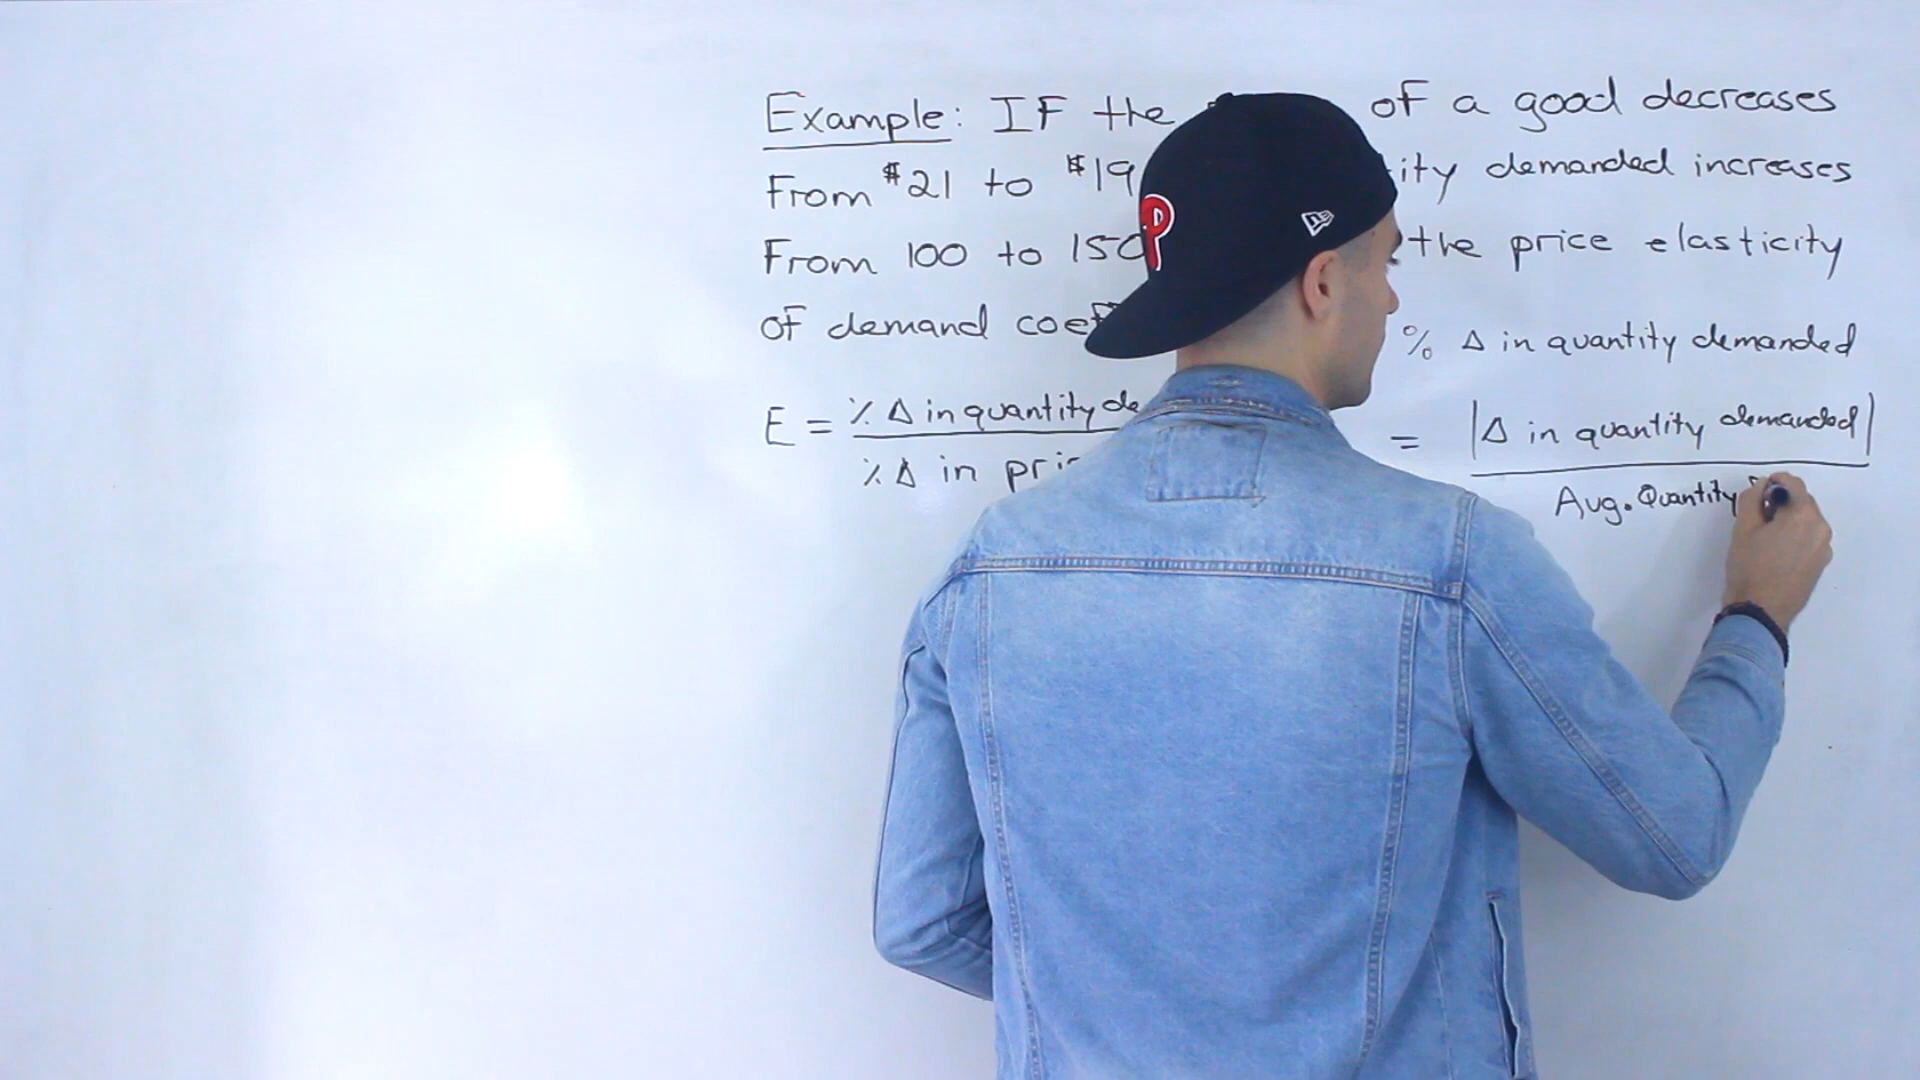 Example: IF the of a good decreases
From $21 to $19 demanded increases
From 100 to 150 the price elasticity
of demand
% Δ in quantity demanded
E = % Δ in quantity
% Δ in
= |Δ in quantity demanded|
Avg. Quantity
P